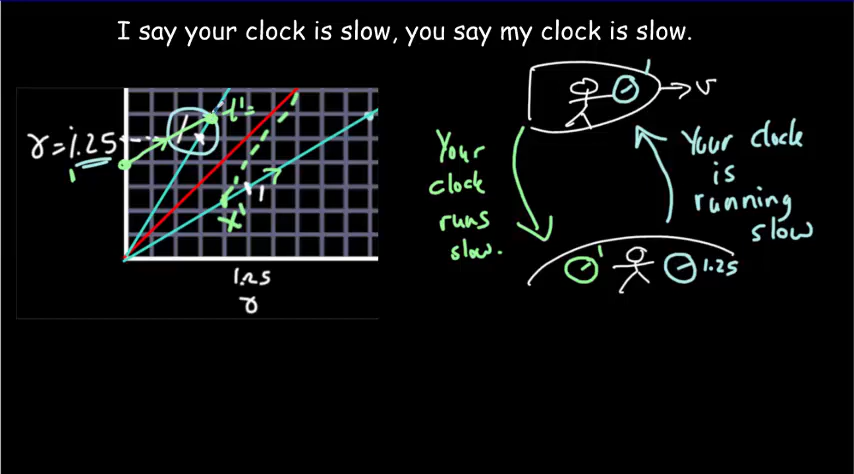 I say your clock is slow, you say my clock is slow.
t'=
1
γ=1.25
1
1
x'
1.25
γ
1
v
Your
clock
runs
slow.
Your clock
is
running
slow
1
1.25